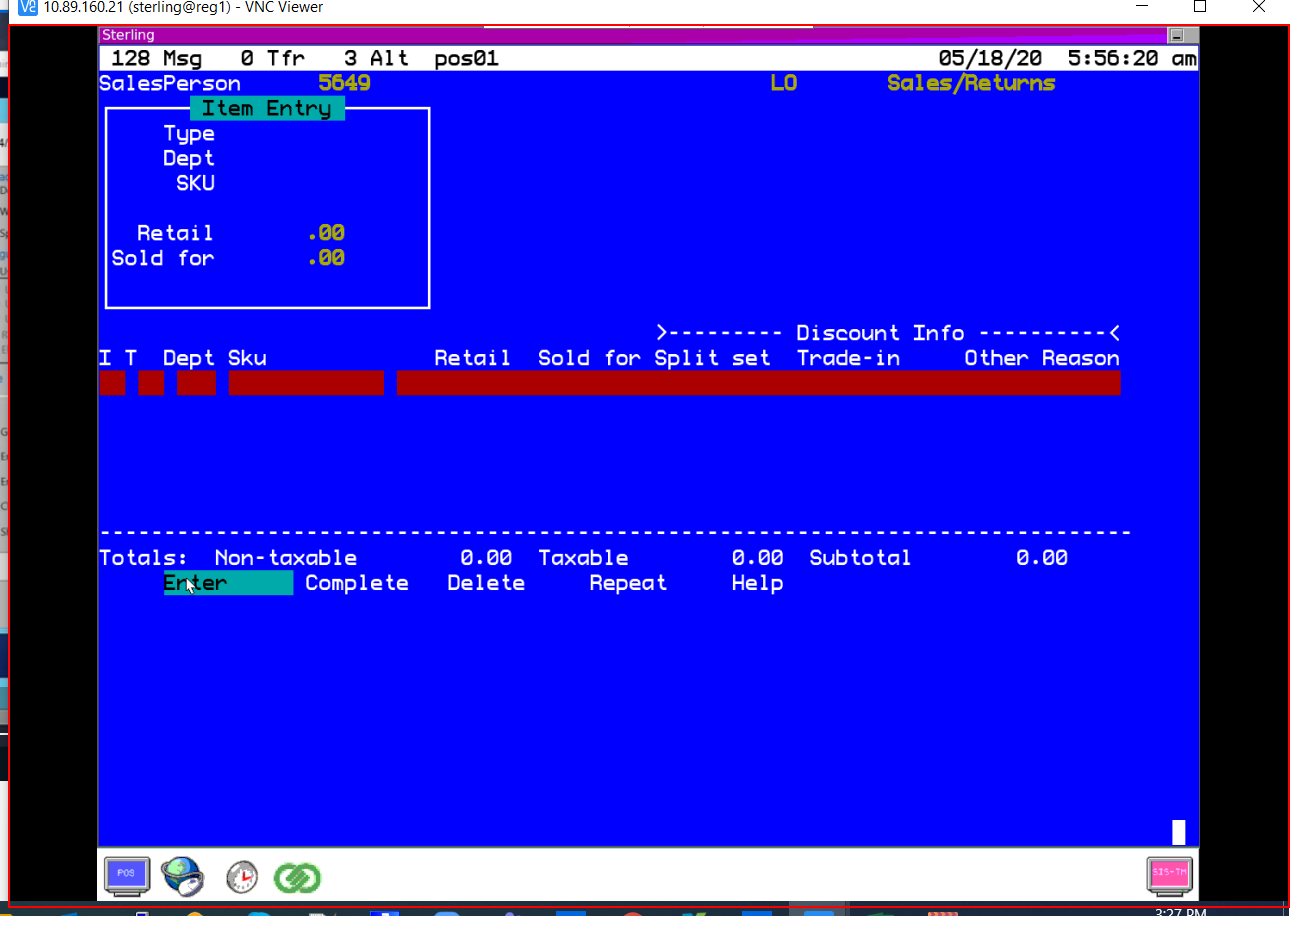 10.89.160.21 (sterling@reg1) - VNC Viewer
Sterling
128 Msg 0 Tfr 3 Alt pos01 05/18/20 5:56:20 am
SalesPerson 5649 LO Sales/Returns
Item Entry
Type
Dept
SKU
Retail .00
Sold for .00
>--------- Discount Info ----------<
I T Dept Sku Retail Sold for Split set Trade-in Other Reason
--------------------------------------------------------------------------------
Totals: Non-taxable 0.00 Taxable 0.00 Subtotal 0.00
Enter Complete Delete Repeat Help
POS
SIS-TM
3:27 PM